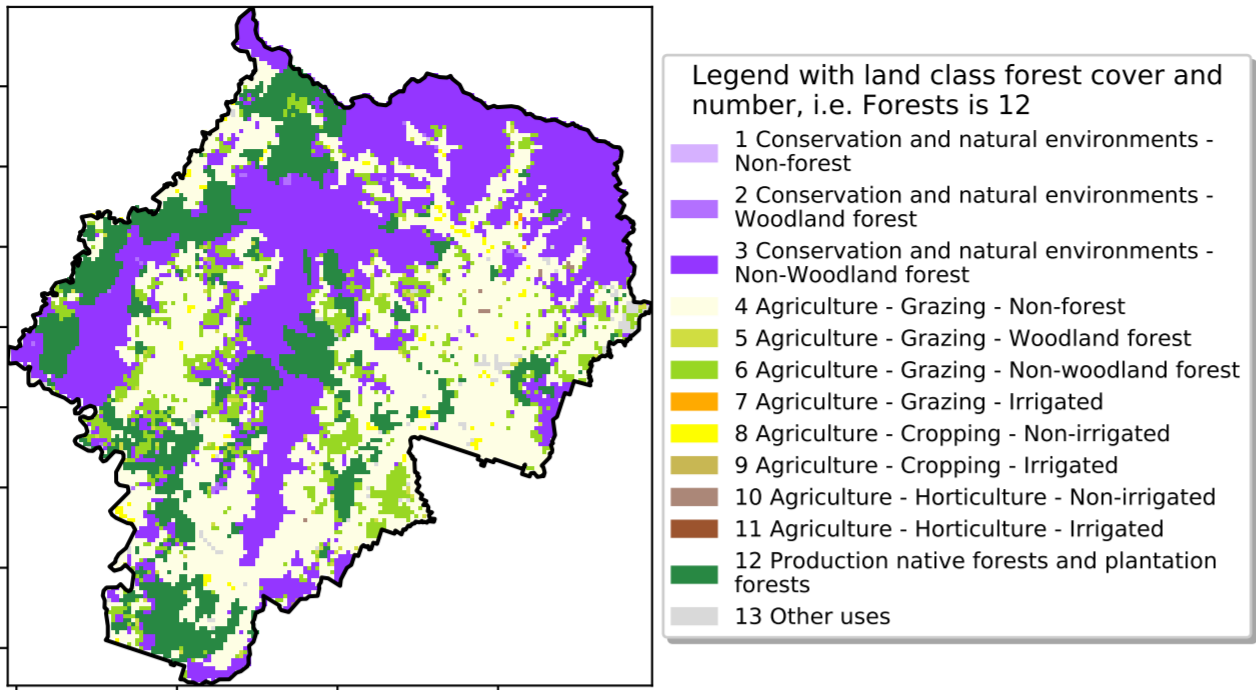 Legend with land class forest cover and
number, i.e. Forests is 12
1 Conservation and natural environments -
Non-forest
2 Conservation and natural environments -
Woodland forest
3 Conservation and natural environments -
Non-Woodland forest
4 Agriculture - Grazing - Non-forest
5 Agriculture - Grazing - Woodland forest
6 Agriculture - Grazing - Non-woodland forest
7 Agriculture - Grazing - Irrigated
8 Agriculture - Cropping - Non-irrigated
9 Agriculture - Cropping - Irrigated
10 Agriculture - Horticulture - Non-irrigated
11 Agriculture - Horticulture - Irrigated
12 Production native forests and plantation
forests
13 Other uses